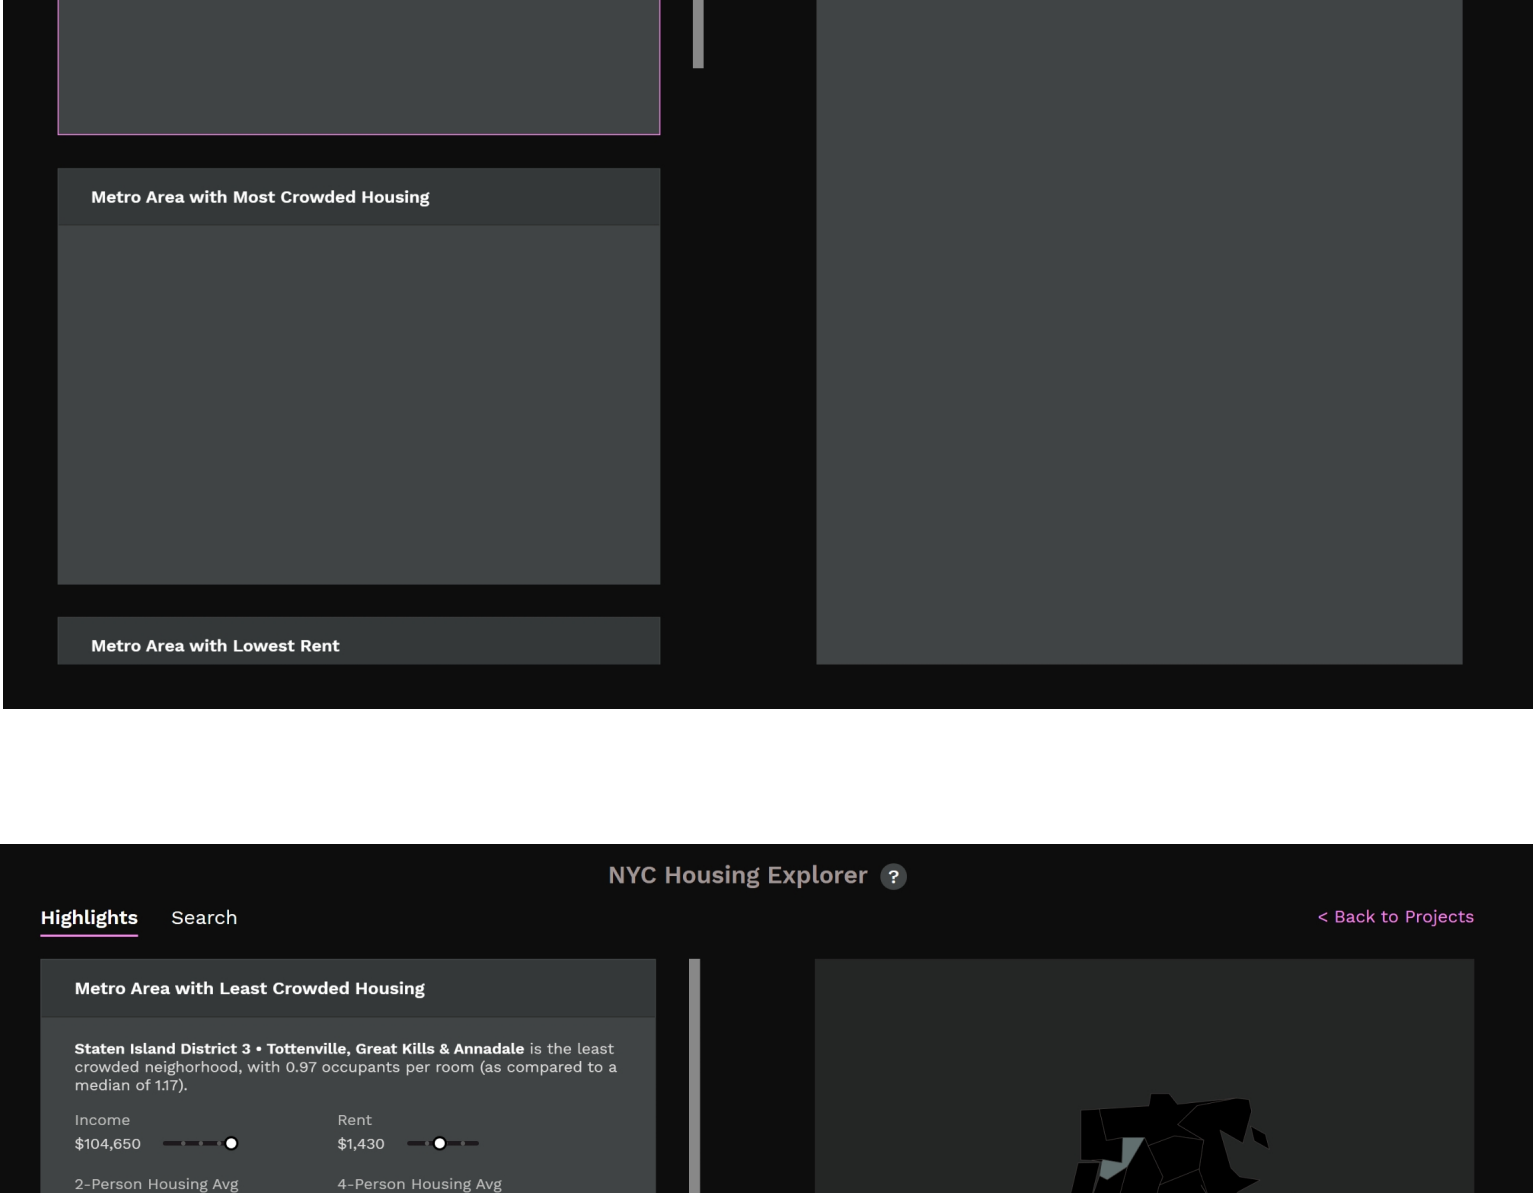 Metro Area with Most Crowded Housing
Metro Area with Lowest Rent
NYC Housing Explorer ?
Highlights Search
< Back to Projects
Metro Area with Least Crowded Housing
Staten Island District 3 • Tottenville, Great Kills & Annadale is the least
crowded neighorhood, with 0.97 occupants per room (as compared to a
median of 1.17).
Income Rent
$104,650 $1,430
2-Person Housing Avg 4-Person Housing Avg